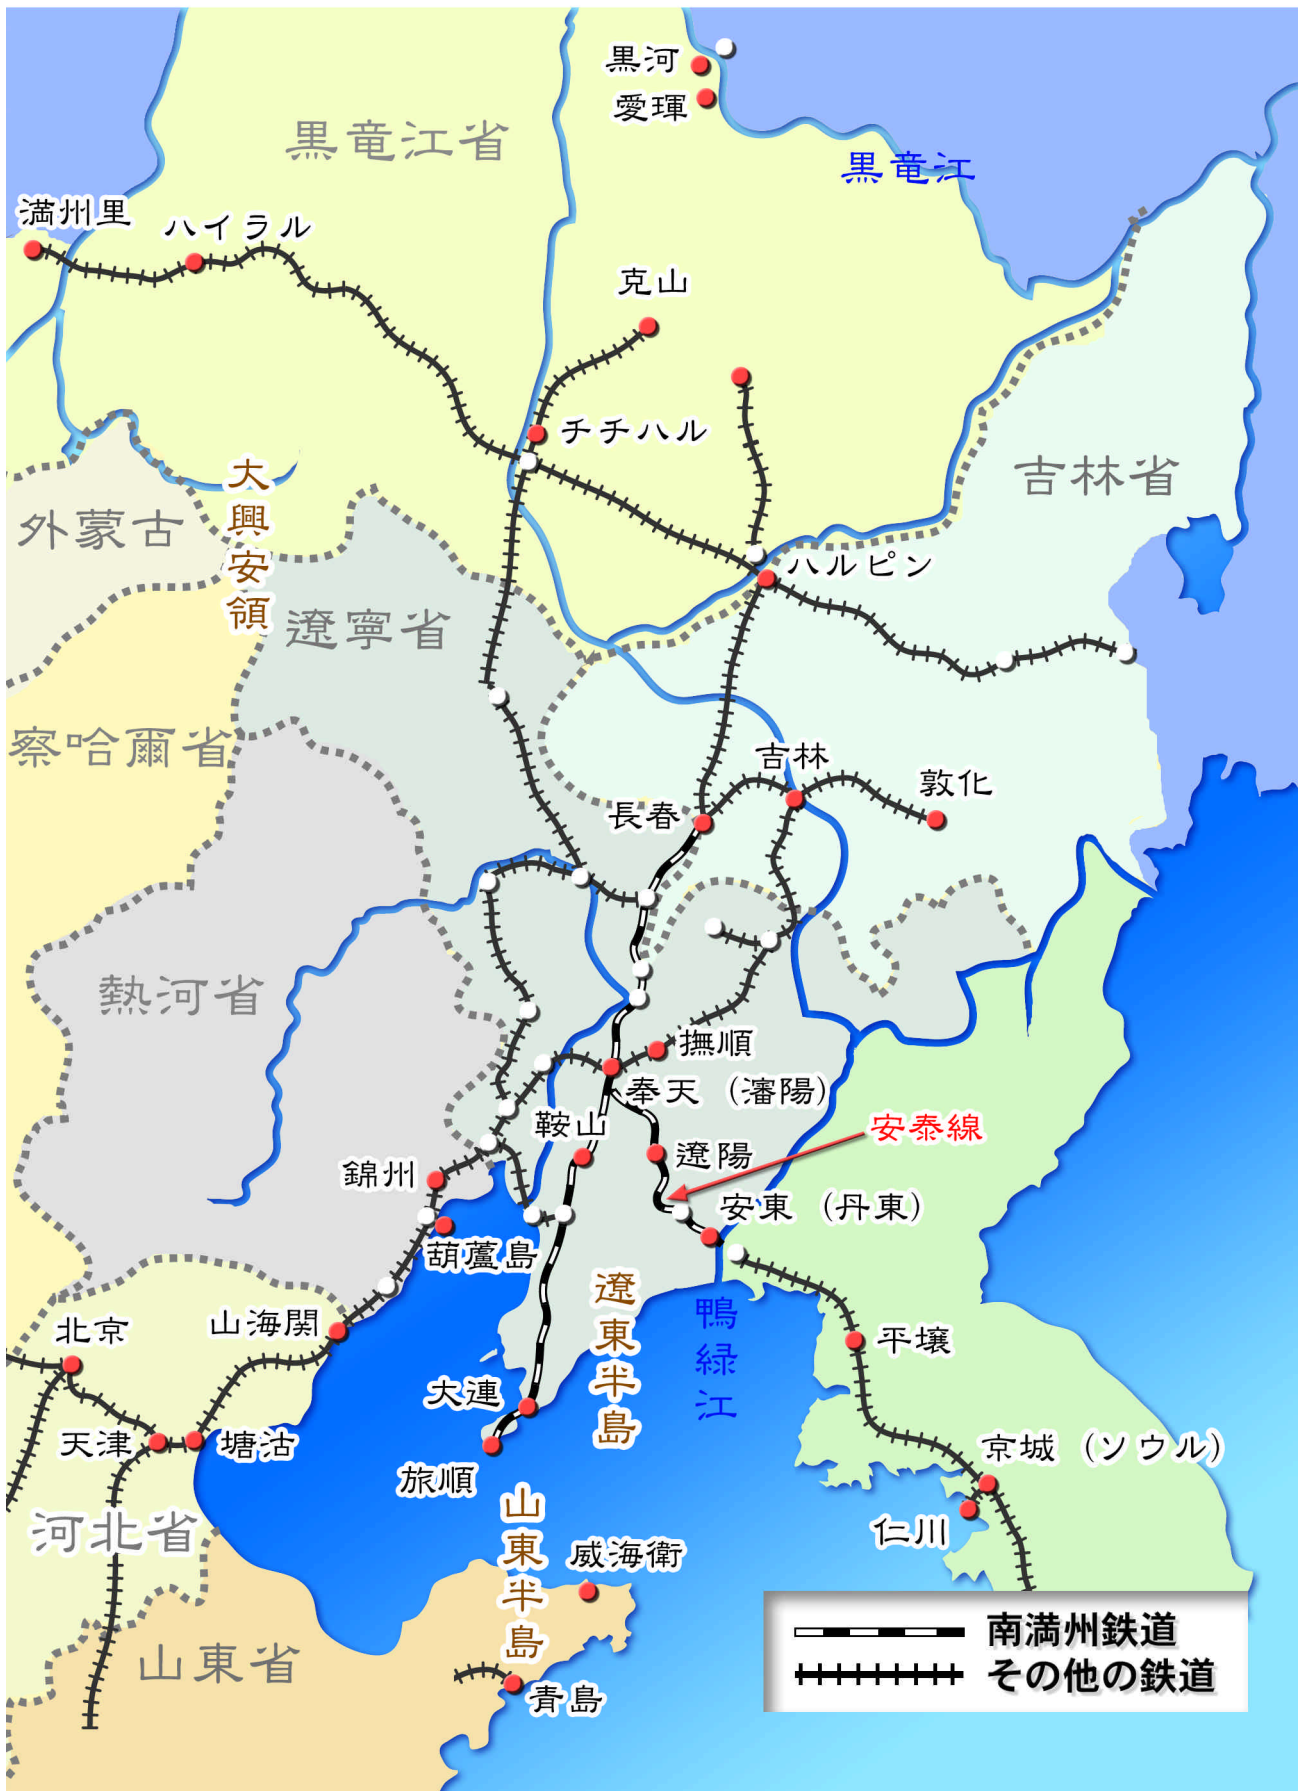 黒河
愛琿
黒竜江省
黒竜江
満州里
ハイラル
克山
チチハル
吉林省
大興安領
外蒙古
ハルピン
遼寧省
察哈爾省
吉林
敦化
長春
熱河省
撫順
奉天（瀋陽）
鞍山
安泰線
遼陽
錦州
安東（丹東）
葫蘆島
遼東半島
鴨緑江
山海関
北京
平壌
大連
天津
塘沽
京城（ソウル）
旅順
山東半島
河北省
仁川
威海衛
山東省
青島
南満州鉄道
その他の鉄道